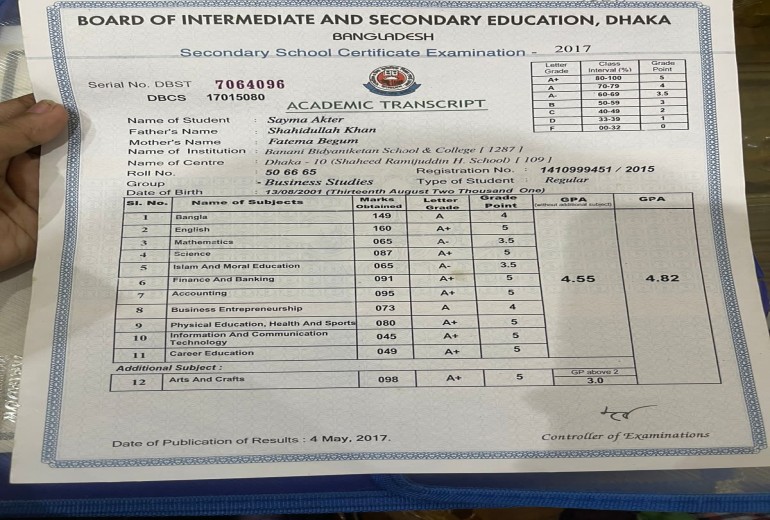 BOARD OF INTERMEDIATE AND SECONDARY EDUCATION, DHAKA
BANGLADESH
Secondary School Certificate Examination - 2017
Serial No. DBST 7064096
DBCS 17015080
ACADEMIC TRANSCRIPT
Letter Grade Class Interval (%) Grade Point
A+ 80-100 5
A 70-79 4
A- 60-69 3.5
B 50-59 3
C 40-49 2
D 33-39 1
F 00-32 0
Name of Student : Sayma Akter
Father's Name : Shahidullah Khan
Mother's Name : Fatema Begum
Name of Institution : Banani Bidyaniketan School & College [ 1287 ]
Name of Centre : Dhaka - 10 (Shaheed Ramijuddin H. School) [ 109 ]
Roll No. : 50 66 65 Registration No. : 1410999451 / 2015
Group : - Business Studies Type of Student : Regular
Date of Birth : 13/08/2001 (Thirteenth August Two Thousand One)
Sl. No. Name of Subjects Marks Obtained Letter Grade Grade Point GPA (without additional subject) GPA
1 Bangla 149 A 4
2 English 160 A+ 5
3 Mathematics 065 A- 3.5
4 Science 087 A+ 5
5 Islam And Moral Education 065 A- 3.5
6 Finance And Banking 091 A+ 5 4.55 4.82
7 Accounting 095 A+ 5
8 Business Entrepreneurship 073 A 4
9 Physical Education, Health And Sports 080 A+ 5
10 Information And Communication Technology 045 A+ 5
11 Career Education 049 A+ 5
Additional Subject :
12 Arts And Crafts 098 A+ 5 GP above 2
3.0
Date of Publication of Results : 4 May, 2017.
Controller of Examinations